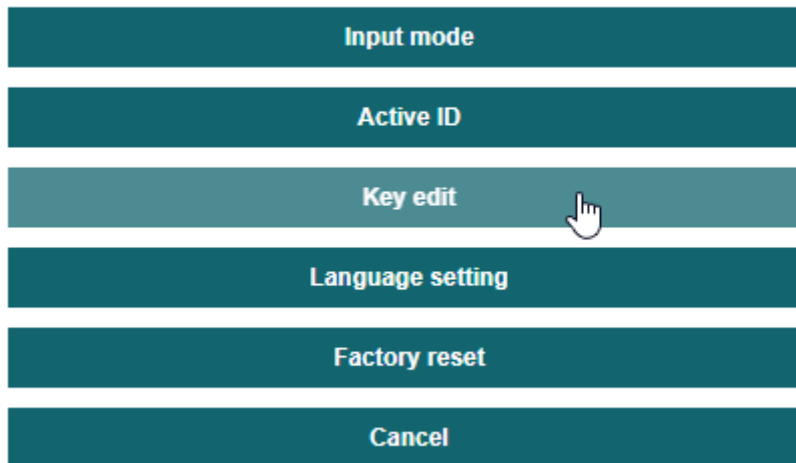 Input mode
Active ID
Key edit
Language setting
Factory reset
Cancel